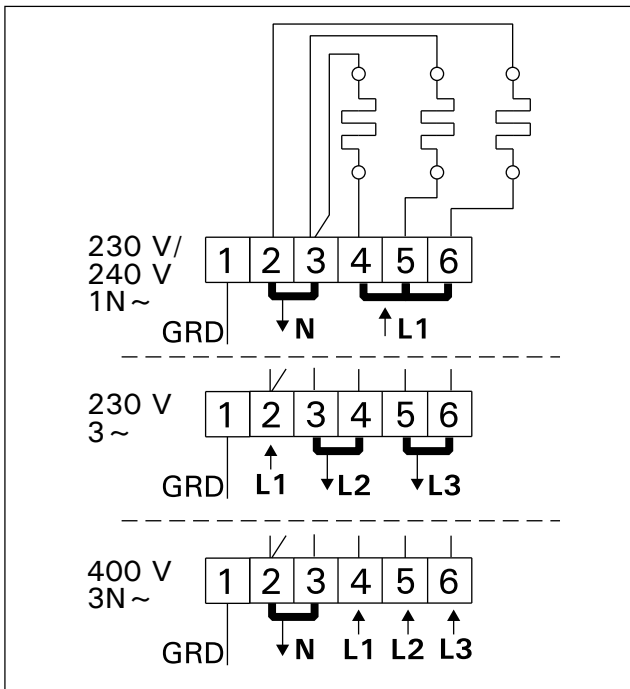 230 V/
240 V
1N~
1 2 3 4 5 6
GRD N L1
230 V
3~
1 2 3 4 5 6
GRD L1 L2 L3
400 V
3N~
1 2 3 4 5 6
GRD N L1 L2 L3